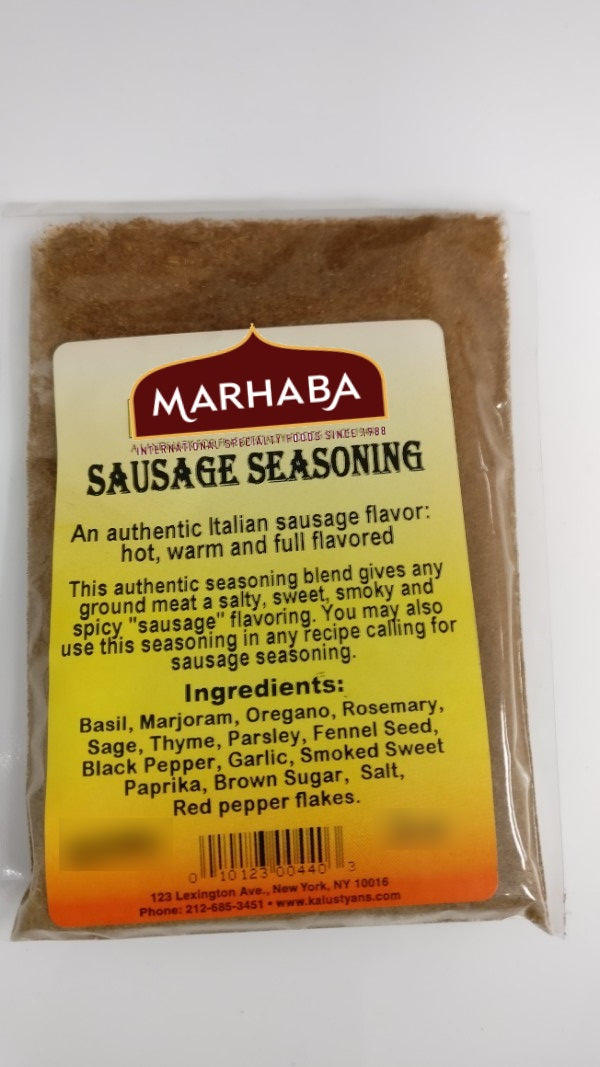 MARHABA
INTERNATIONAL SPECIALTY FOODS SINCE 1988
SAUSAGE SEASONING
An authentic Italian sausage flavor:
hot, warm and full flavored
This authentic seasoning blend gives any
ground meat a salty, sweet, smoky and
spicy "sausage" flavoring. You may also
use this seasoning in any recipe calling for
sausage seasoning.
Ingredients:
Basil, Marjoram, Oregano, Rosemary,
Sage, Thyme, Parsley, Fennel Seed,
Black Pepper, Garlic, Smoked Sweet
Paprika, Brown Sugar, Salt,
Red pepper flakes.
0 10123 00440 3
123 Lexington Ave., New York, NY 10016
Phone: 212-685-3451 • www.kalustyans.com